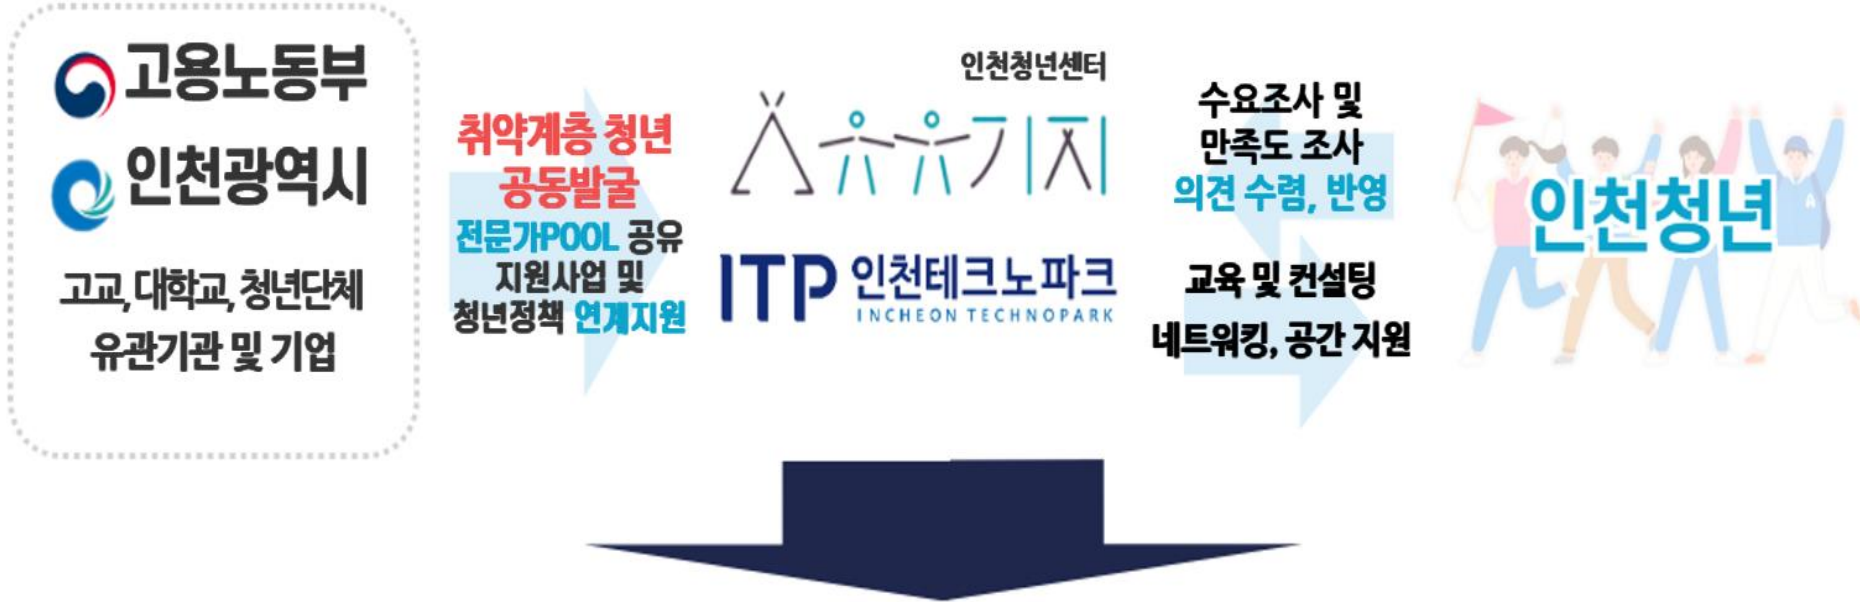 고용노동부
인천광역시
고교, 대학교, 청년단체
유관기관 및 기업
취약계층 청년
공동발굴
전문가POOL 공유
지원사업 및
청년정책 연계지원
인천청년센터
유유기지
ITP 인천테크노파크
INCHEON TECHNOPARK
수요조사 및
만족도 조사
의견 수렴, 반영
교육 및 컨설팅
네트워킹, 공간 지원
인천청년
A